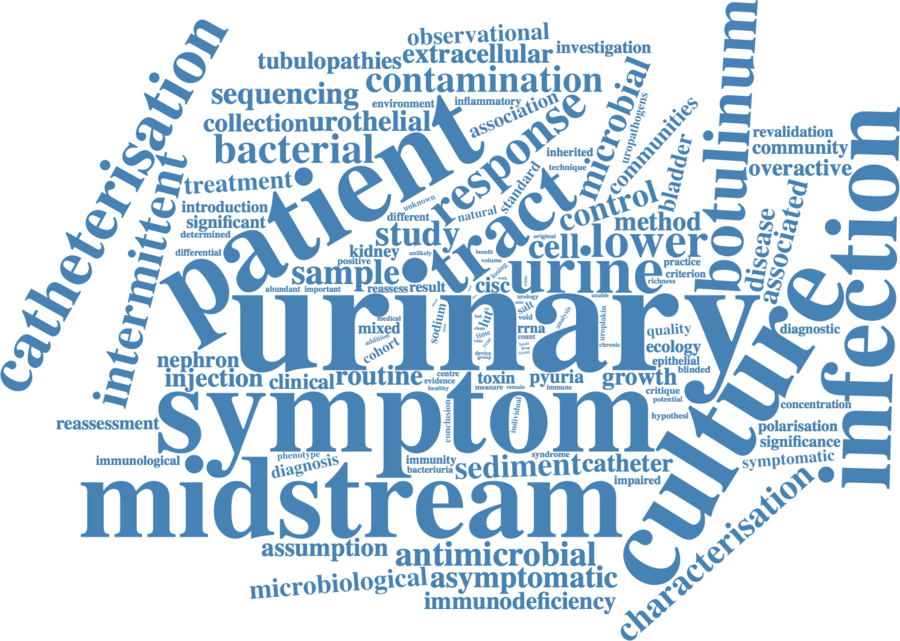 observational
tubulopathies
extracellular
investigation
contamination
sequencing
environment
inflammatory
association
collection
urothelial
bacterial
catheterisation
intermittent
treatment
introduction
significant
determined
differential
patient
response
microbial
uropathogens
communities
bladder
botulinum
revalidation
community
overactive
inherited
technique
standard
unknown
different
natural
control
method
study
kidney
positive
unlikely
original
benefit
volume
cell
lower
tract
disease
associated
infection
sample
abundant
important
reassess
result
cisc
losing
urine
practice
criterion
richness
urinary
urology
unable
salt
void
sodium
medical
mixed
addition
cohort
luts
time
device
group
rrna
count
analysis
uroplakin
chronic
quality
ecology
epithelial
blinded
diagnostic
nephron
injection
clinical
routine
centre
evidence
healthy
toxin
measure
remain
pyuria
immune
growth
critique
potential
hypothesi
concentration
reassessment
symptom
conclusion
individual
culture
polarisation
significance
symptomatic
immunological
phenotype
diagnosis
immunity
bacteriuria
syndrome
sediment
catheter
impaired
midstream
characterisation
assumption
antimicrobial
microbiological
asymptomatic
immunodeficiency